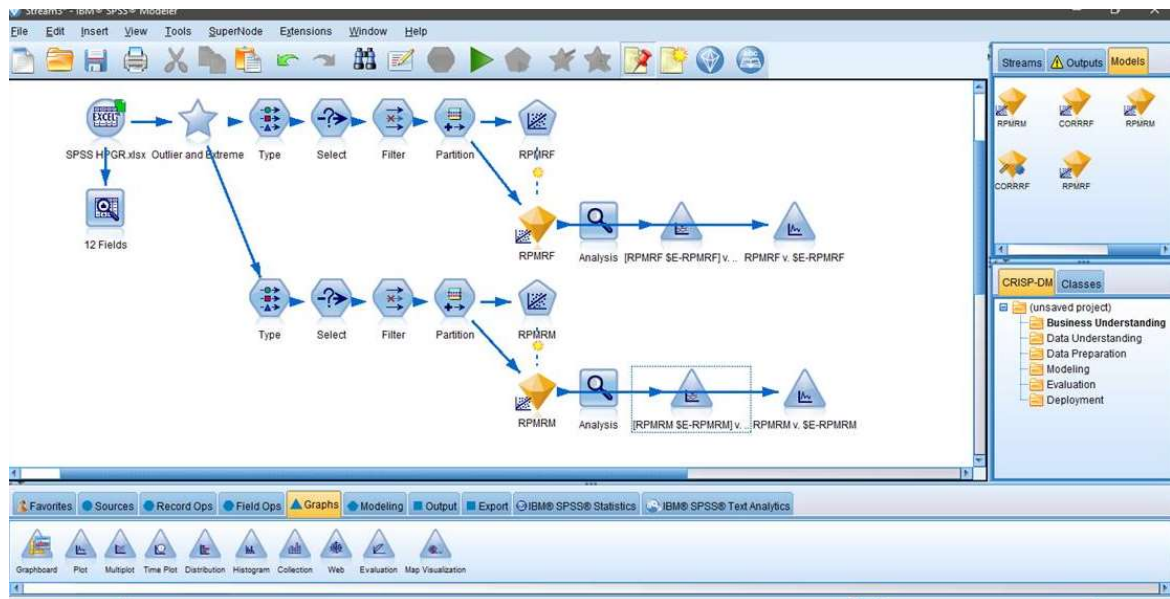 Stream3* - IBM® SPSS® Modeler
File Edit Insert View Tools SuperNode Extensions Window Help
Streams Outputs Models
RPMRM CORRRF RPMRM
CORRRF RPMRF
EXCEL
SPSS HPGR.xlsx Outlier and Extreme Type Select Filter Partition RPMRF
12 Fields
RPMRF Analysis [RPMRF $E-RPMRF] v. .. RPMRF v. $E-RPMRF
Type Select Filter Partition RPMRM
RPMRM Analysis [RPMRM $E-RPMRM] v. .. RPMRM v. $E-RPMRM
CRISP-DM Classes
(unsaved project)
Business Understanding
Data Understanding
Data Preparation
Modeling
Evaluation
Deployment
Favorites Sources Record Ops Field Ops Graphs Modeling Output Export IBM® SPSS® Statistics IBM® SPSS® Text Analytics
Graphboard Plot Multiplot Time Plot Distribution Histogram Collection Web Evaluation Map Visualization